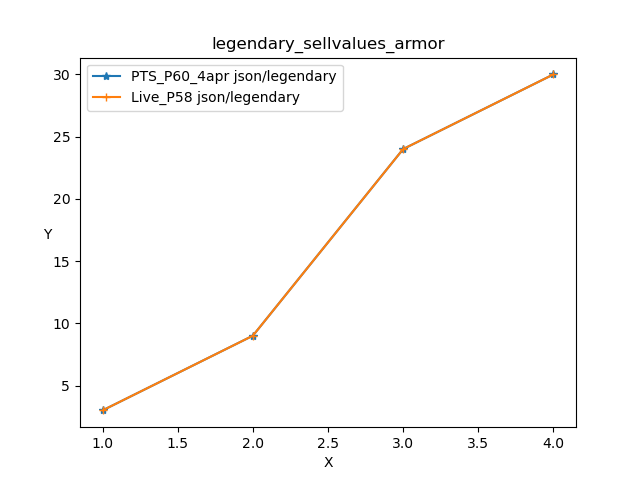 legendary_sellvalues_armor
PTS_P60_4apr json/legendary
Live_P58 json/legendary
30
25
20
15
10
5
Y
1.0 1.5 2.0 2.5 3.0 3.5 4.0
X